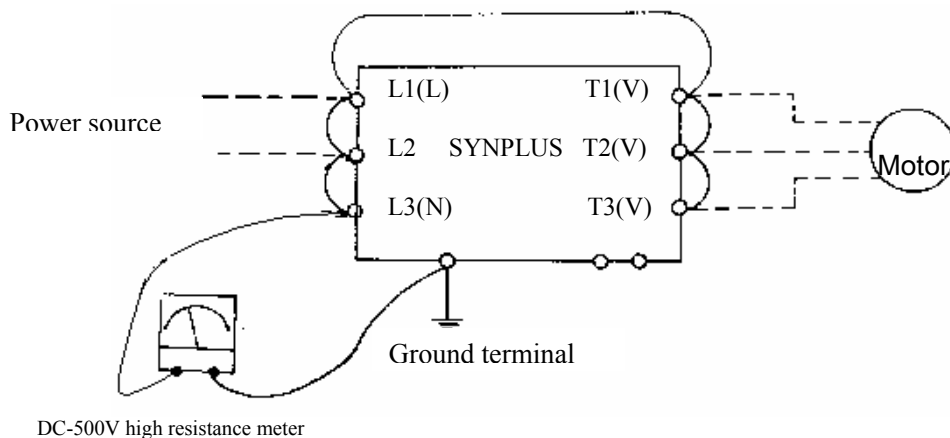 L1(L) T1(V)
Power source
L2 SYNPLUS T2(V)
Motor
L3(N) T3(V)
Ground terminal
DC-500V high resistance meter